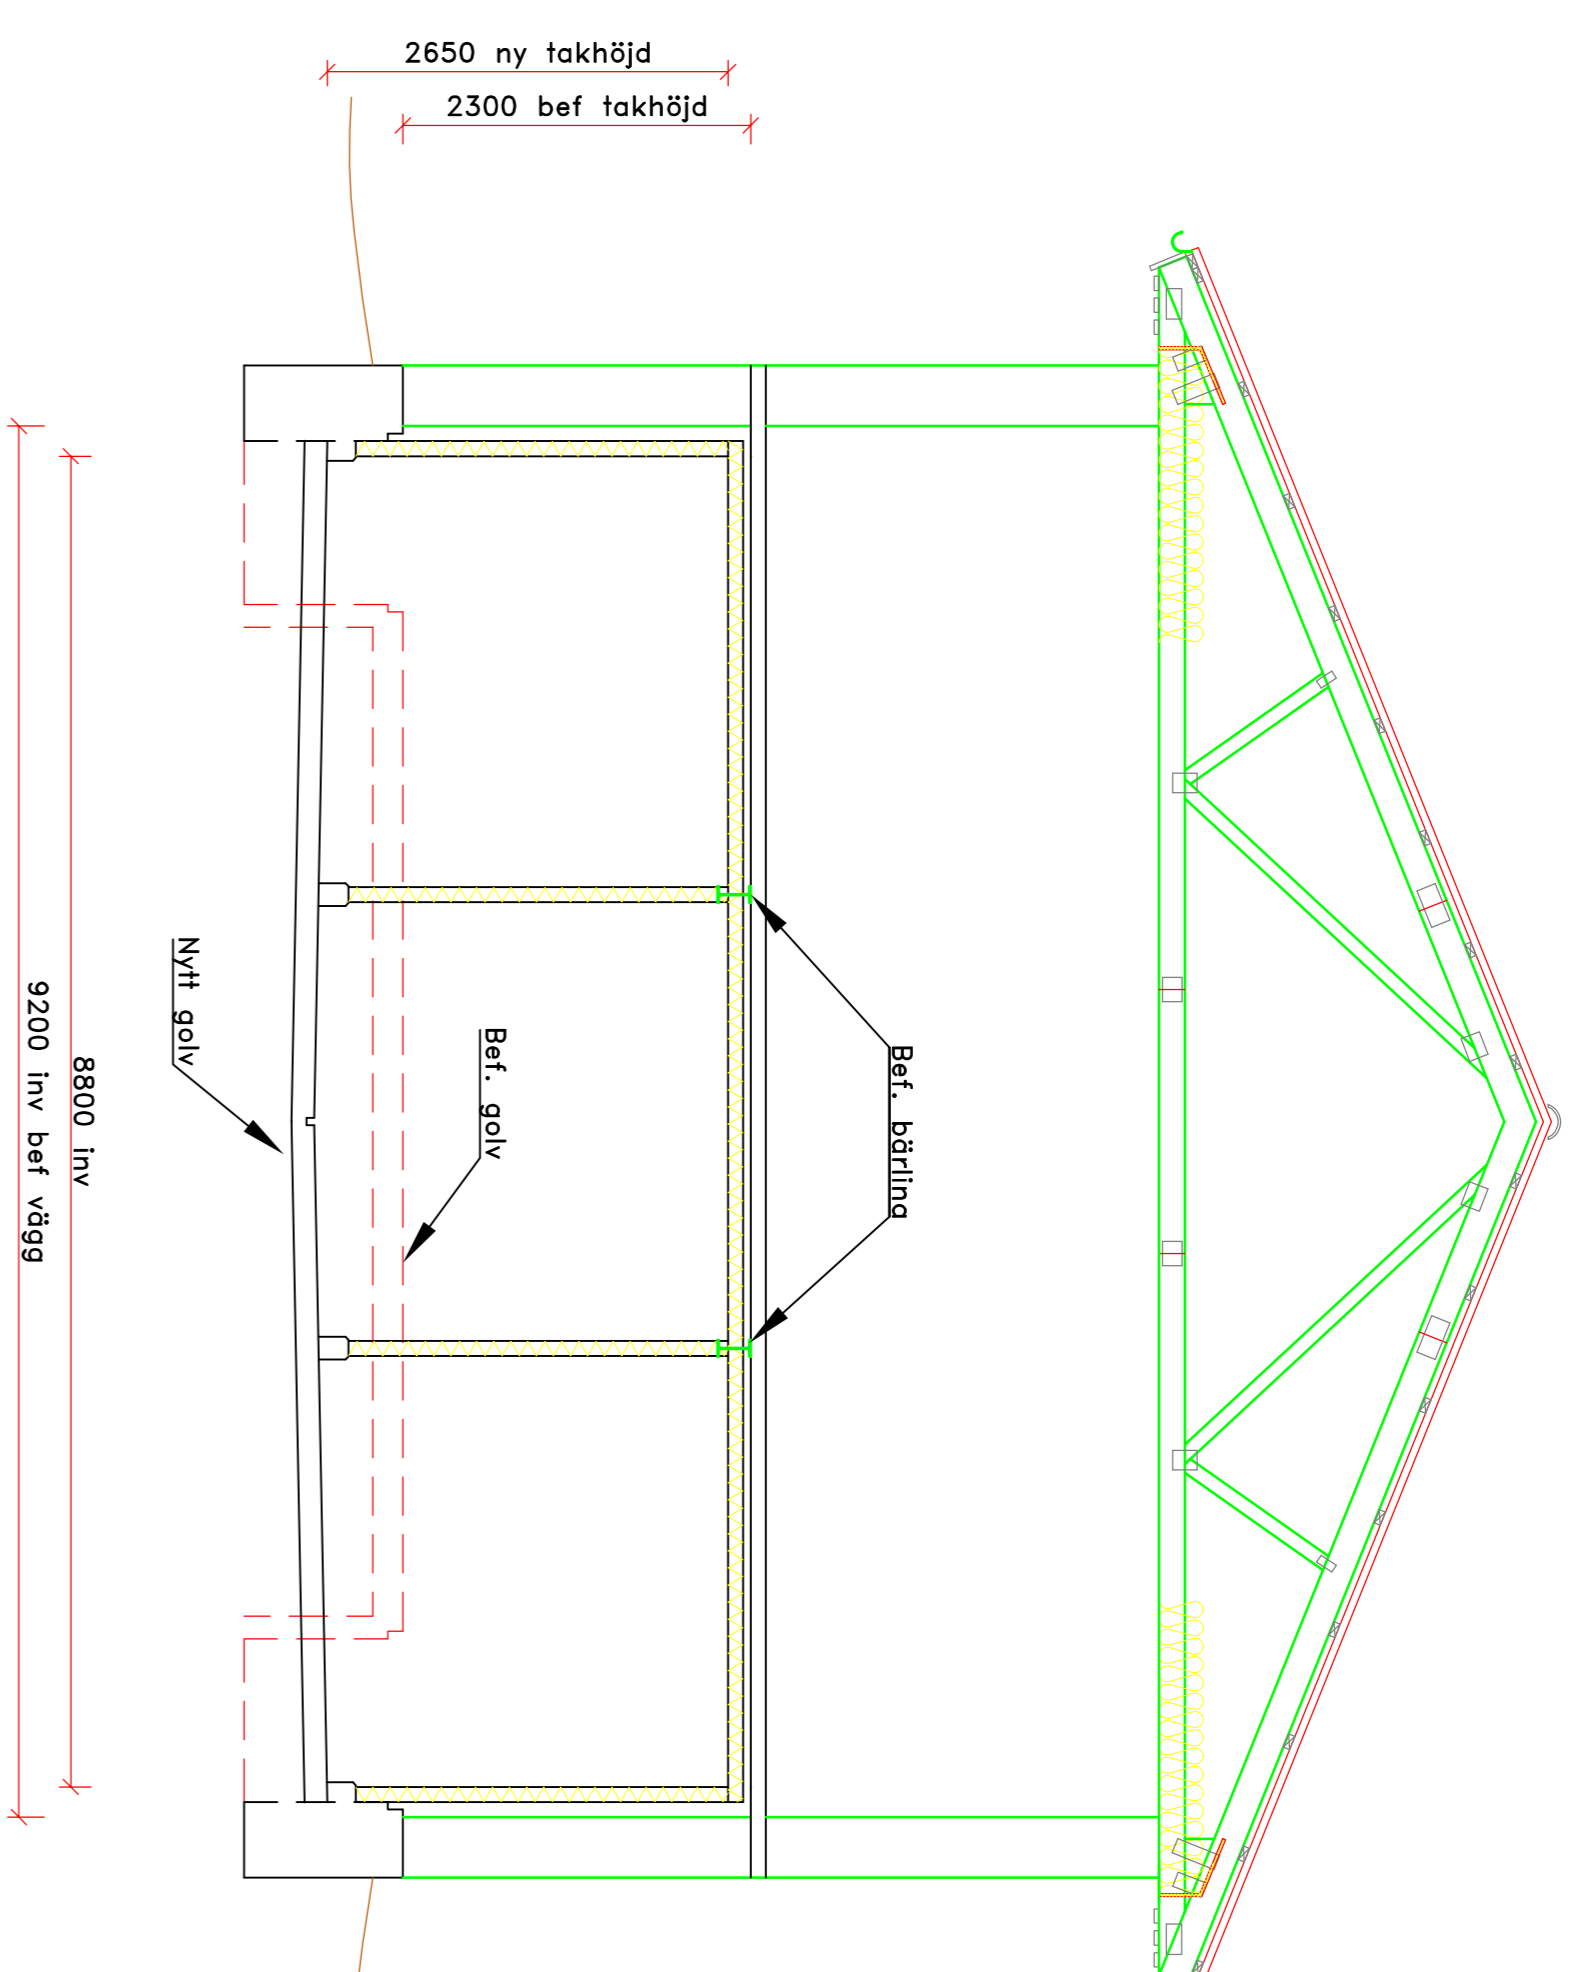 2650 ny takhöjd
2300 bef takhöjd
Bef. bärlina
Bef. golv
Nytt golv
8800 inv
9200 inv bef vägg